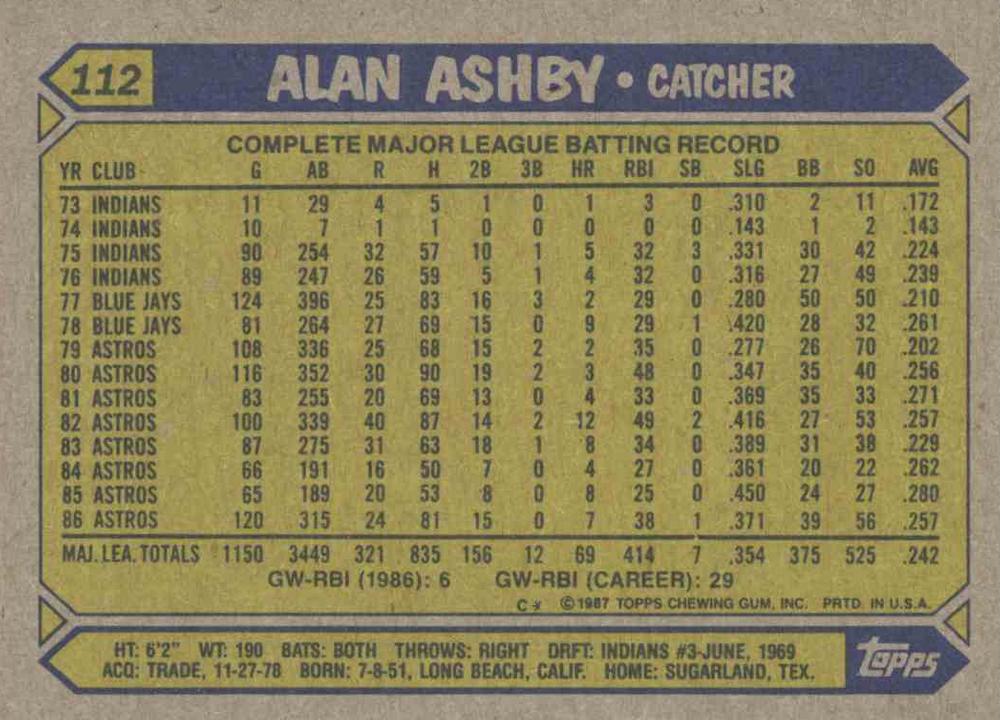 112 ALAN ASHBY • CATCHER
COMPLETE MAJOR LEAGUE BATTING RECORD
YR CLUB G AB R H 2B 3B HR RBI SB SLG BB SO AVG
73 INDIANS 11 29 4 5 1 0 1 3 0 .310 2 11 .172
74 INDIANS 10 7 1 1 0 0 0 0 0 .143 1 2 .143
75 INDIANS 90 254 32 57 10 1 5 32 3 .331 30 42 .224
76 INDIANS 89 247 26 59 5 1 4 32 0 .316 27 49 .239
77 BLUE JAYS 124 396 25 83 16 3 2 29 0 .280 50 50 .210
78 BLUE JAYS 81 264 27 69 15 0 9 29 1 .420 28 32 .261
79 ASTROS 108 336 25 68 15 2 2 35 0 .277 26 70 .202
80 ASTROS 116 352 30 90 19 2 3 48 0 .347 35 40 .256
81 ASTROS 83 255 20 69 13 0 4 33 0 .369 35 33 .271
82 ASTROS 100 339 40 87 14 2 12 49 2 .416 27 53 .257
83 ASTROS 87 275 31 63 18 1 8 34 0 .389 31 38 .229
84 ASTROS 66 191 16 50 7 0 4 27 0 .361 20 22 .262
85 ASTROS 65 189 20 53 8 0 8 25 0 .450 24 27 .280
86 ASTROS 120 315 24 81 15 0 7 38 1 .371 39 56 .257
MAJ. LEA. TOTALS 1150 3449 321 835 156 12 69 414 7 .354 375 525 .242
GW-RBI (1986): 6 GW-RBI (CAREER): 29
C* ©1987 TOPPS CHEWING GUM, INC. PRTD. IN U.S.A.
HT: 6'2" WT: 190 BATS: BOTH THROWS: RIGHT DRFT: INDIANS #3-JUNE, 1969
ACQ: TRADE, 11-27-78 BORN: 7-8-51, LONG BEACH, CALIF. HOME: SUGARLAND, TEX.
topps